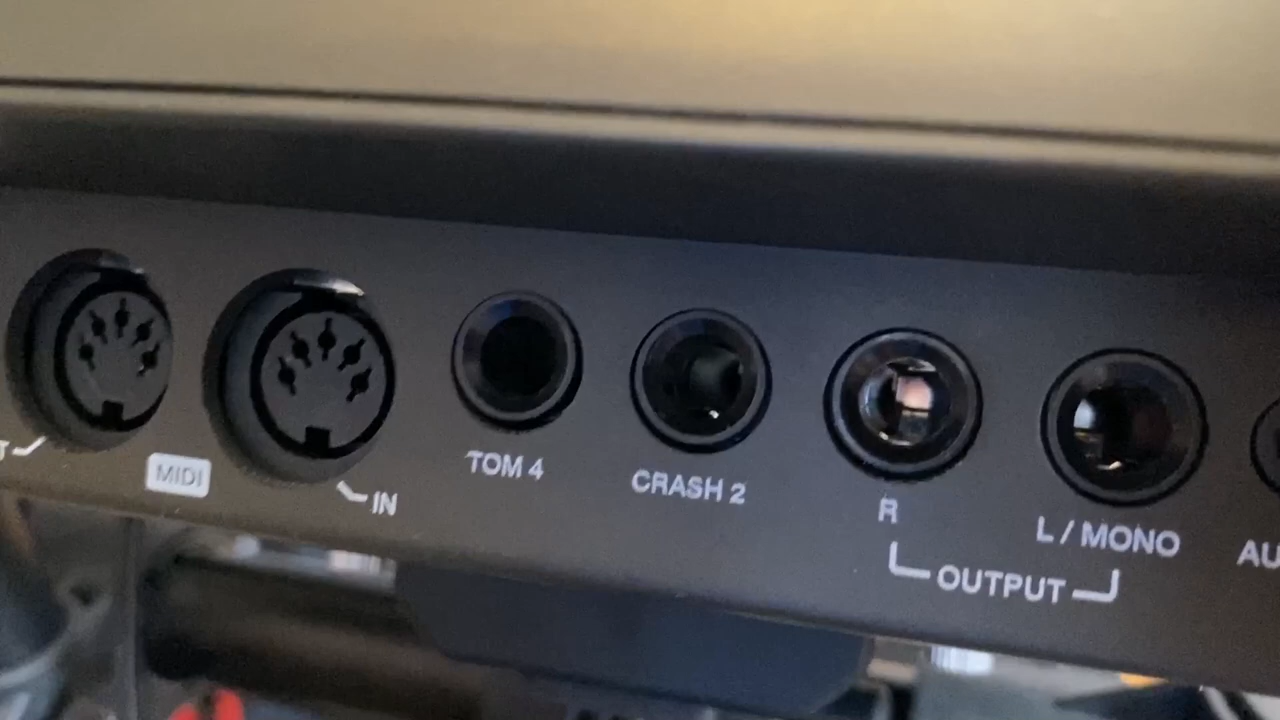 MIDI
IN
TOM 4
CRASH 2
R
L / MONO
OUTPUT